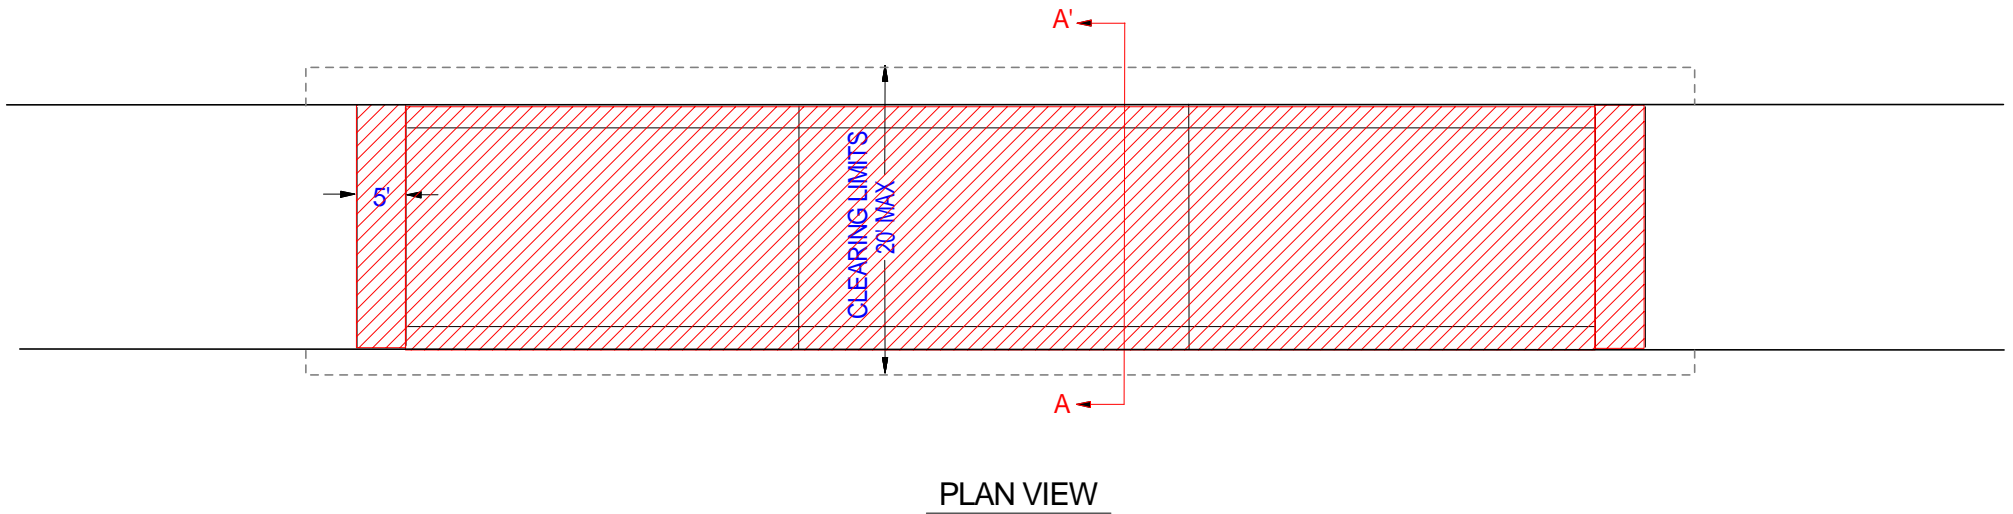 A'
5'
CLEARING LIMITS
20' MAX
A
PLAN VIEW